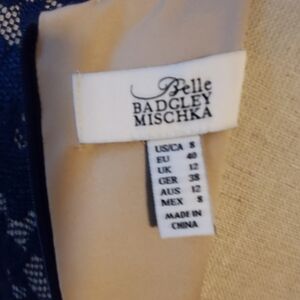 Belle
BADGLEY
MISCHKA
US/CA 8
EU 40
UK 12
GER 38
AUS 12
MEX 8
MADE IN
CHINA